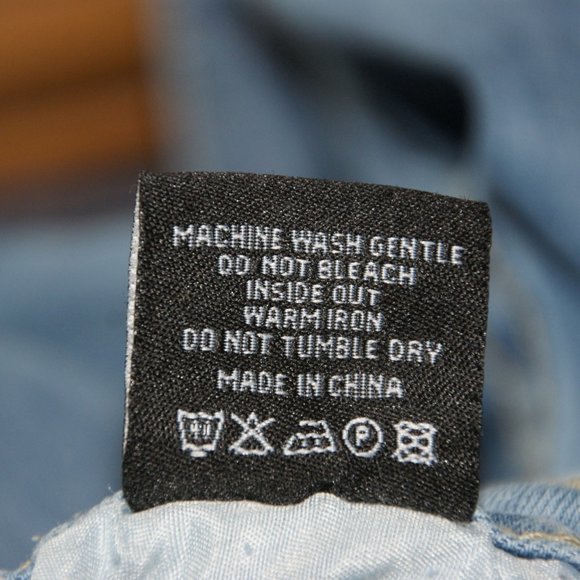 MACHINE WASH GENTLE
DO NOT BLEACH
INSIDE OUT
WARM IRON
DO NOT TUMBLE DRY
MADE IN CHINA
P